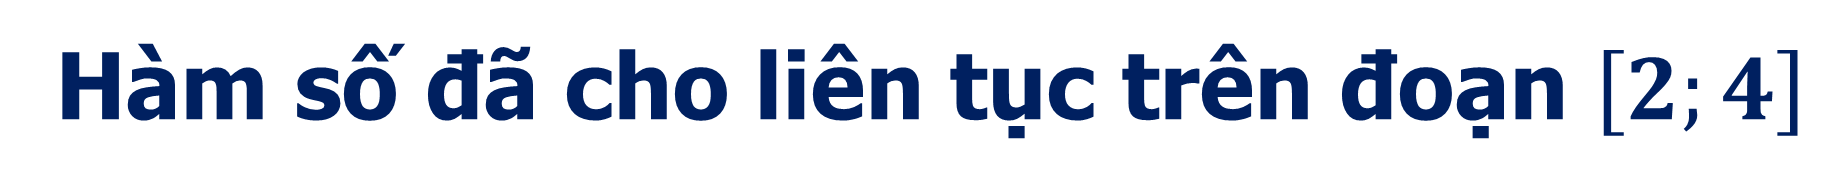 Hàm số đã cho liên tục trên đoạn [2; 4]